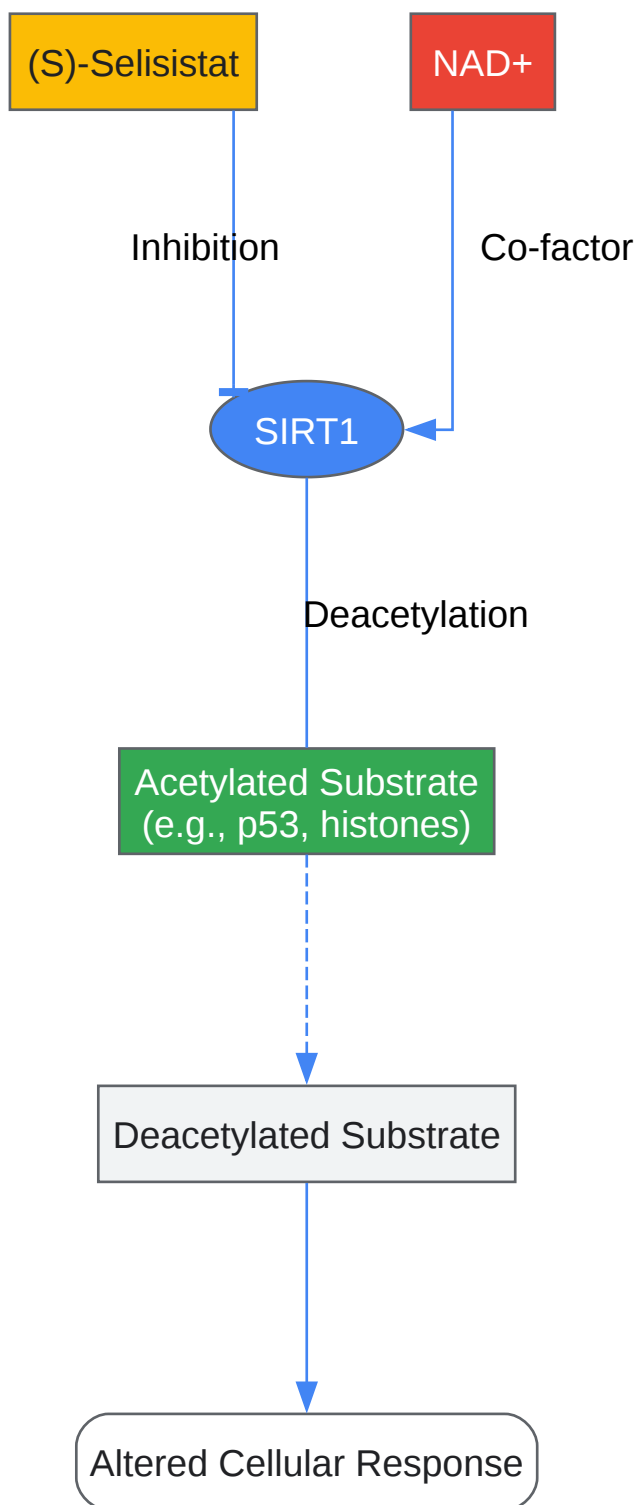 (S)-Selisistat
NAD+
Inhibition
Co-factor
SIRT1
Deacetylation
Acetylated Substrate
(e.g., p53, histones)
Deacetylated Substrate
Altered Cellular Response